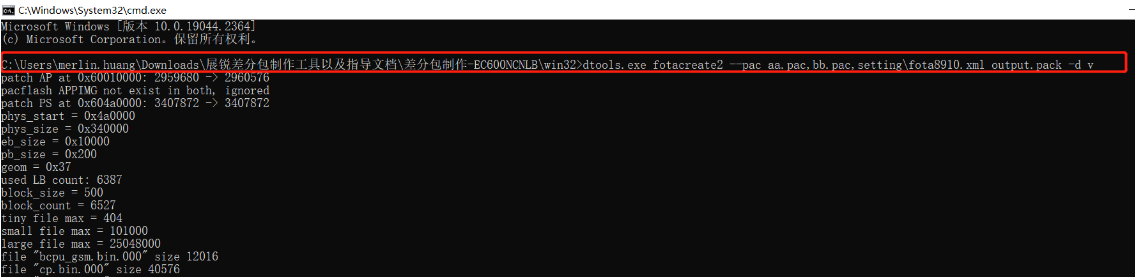 C:\Windows\System32\cmd.exe
Microsoft Windows [版本 10.0.19044.2364]
(c) Microsoft Corporation。保留所有权利。
C:\Users\merlin.huang\Downloads\展锐差分包制作工具以及指导文档\差分包制作-EC600NCNLB\win32>dtools.exe fotacreate2 --pac aa.pac,bb.pac,setting\fota8910.xml output.pack -d v
patch AP at 0x60010000: 2959680 -> 2960576
pacflash APPIMG not exist in both, ignored
patch PS at 0x604a0000: 3407872 -> 3407872
phys_start = 0x4a0000
phys_size = 0x340000
eb_size = 0x10000
pb_size = 0x200
geom = 0x37
used LB count: 6387
block_size = 500
block_count = 6527
tiny file max = 404
small file max = 101000
large file max = 25048000
file "bcpu_gsm.bin.000" size 12016
file "cp.bin.000" size 40576